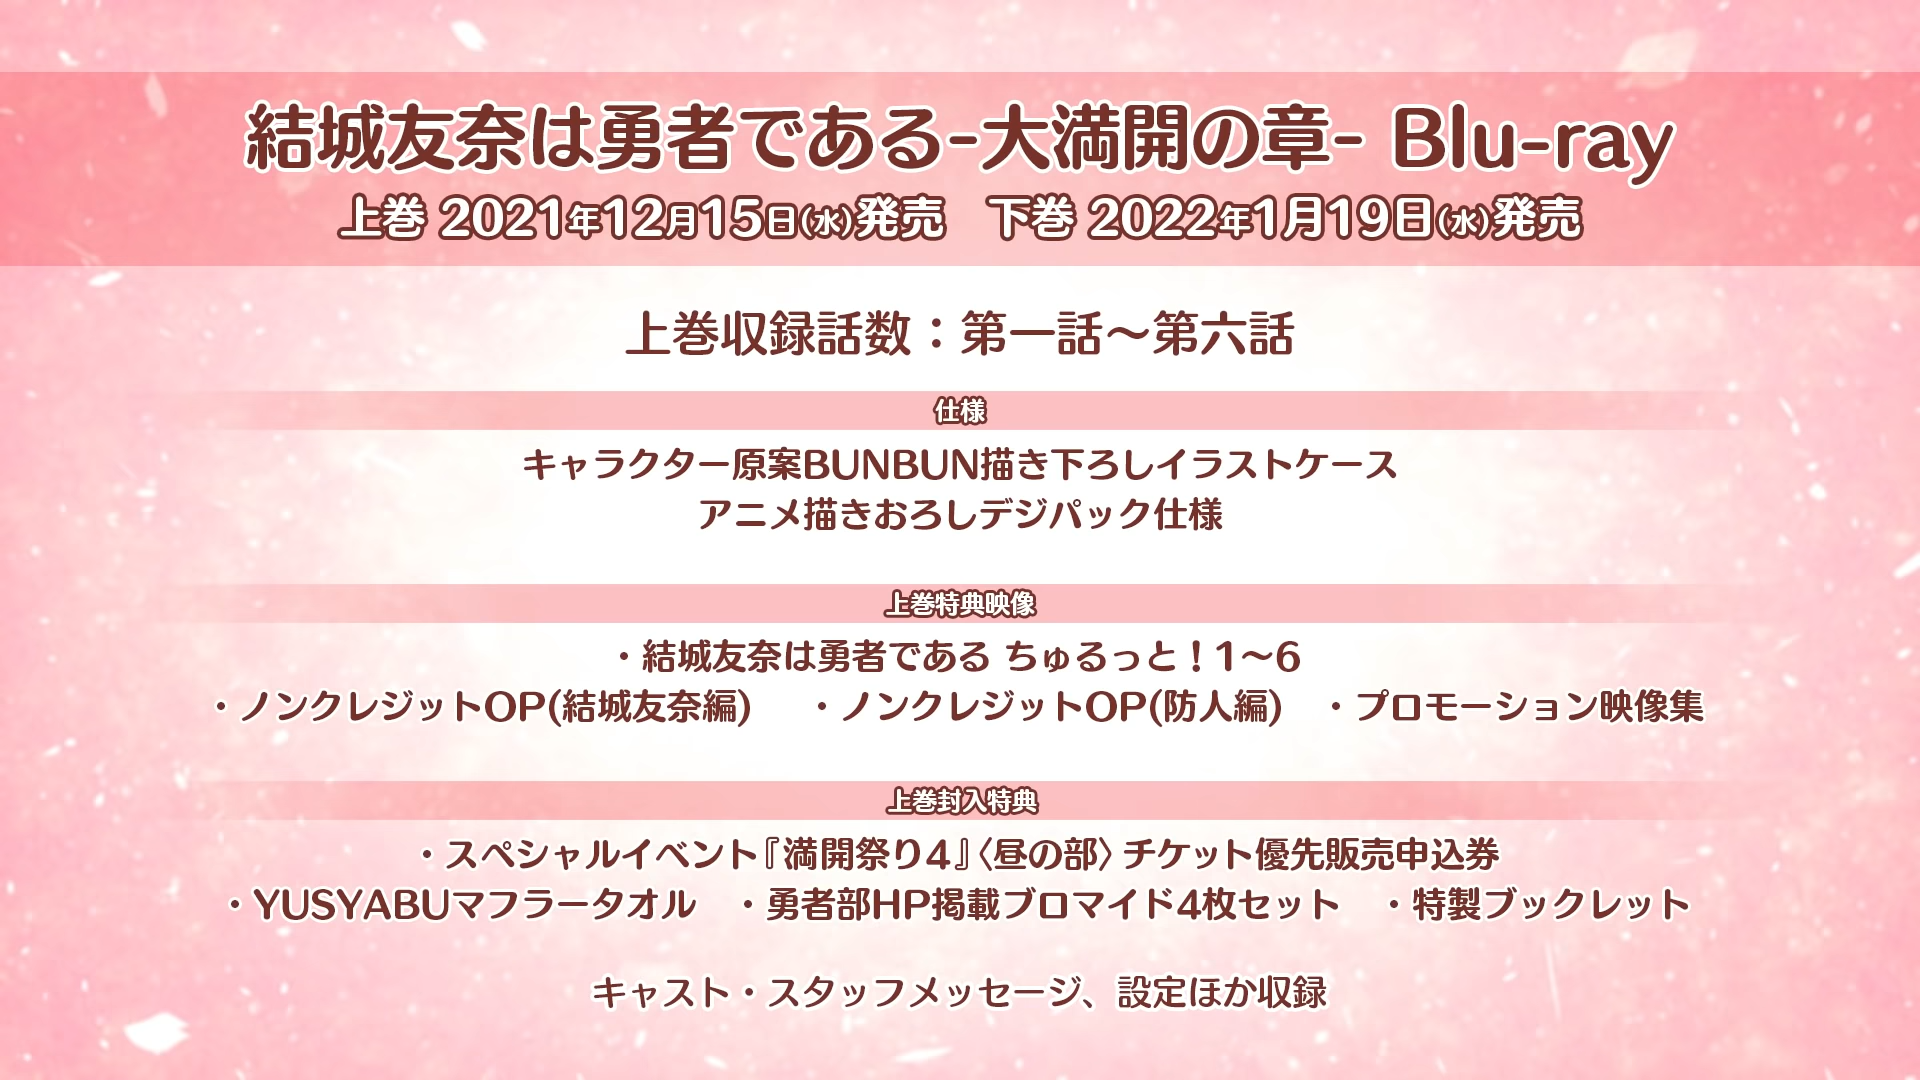 結城友奈は勇者である-大満開の章- Blu-ray
上巻 2021年12月15日(水)発売　下巻 2022年1月19日(水)発売
上巻収録話数：第一話～第六話
仕様
キャラクター原案BUNBUN描き下ろしイラストケース
アニメ描きおろしデジパック仕様
上巻特典映像
・結城友奈は勇者である ちゅるっと！1～6
・ノンクレジットOP(結城友奈編)　・ノンクレジットOP(防人編)　・プロモーション映像集
上巻封入特典
・スペシャルイベント『満開祭り4』〈昼の部〉チケット優先販売申込券
・YUSYABUマフラータオル　・勇者部HP掲載ブロマイド4枚セット　・特製ブックレット
キャスト・スタッフメッセージ、設定ほか収録